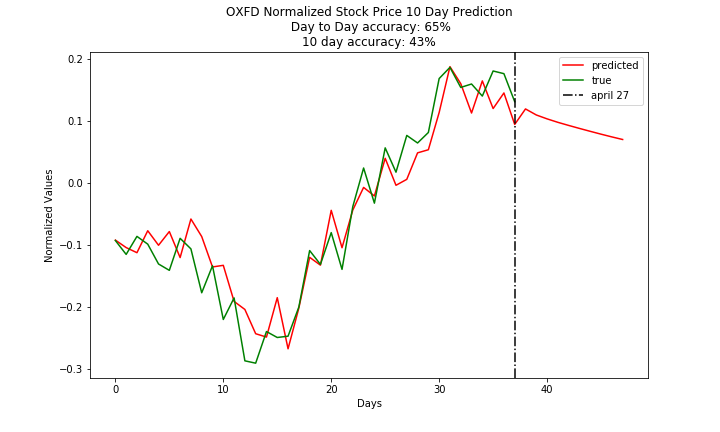 OXFD Normalized Stock Price 10 Day Prediction
Day to Day accuracy: 65%
10 day accuracy: 43%
predicted
true
april 27
0.2
0.1
0.0
−0.1
−0.2
−0.3
Normalized Values
0 10 20 30 40
Days